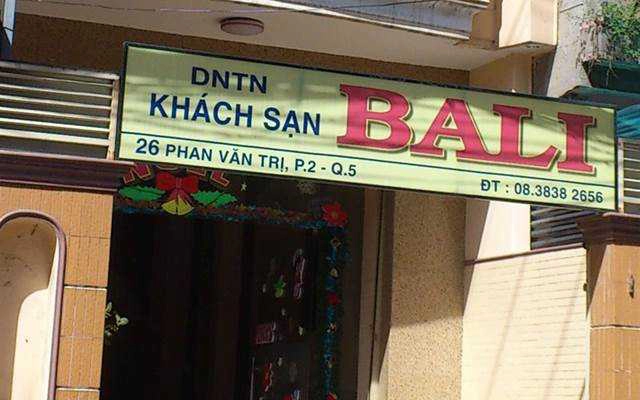 DNTN
KHÁCH SẠN
BALI
26 PHAN VĂN TRỊ, P.2 - Q.5
ĐT : 08.3838 2656